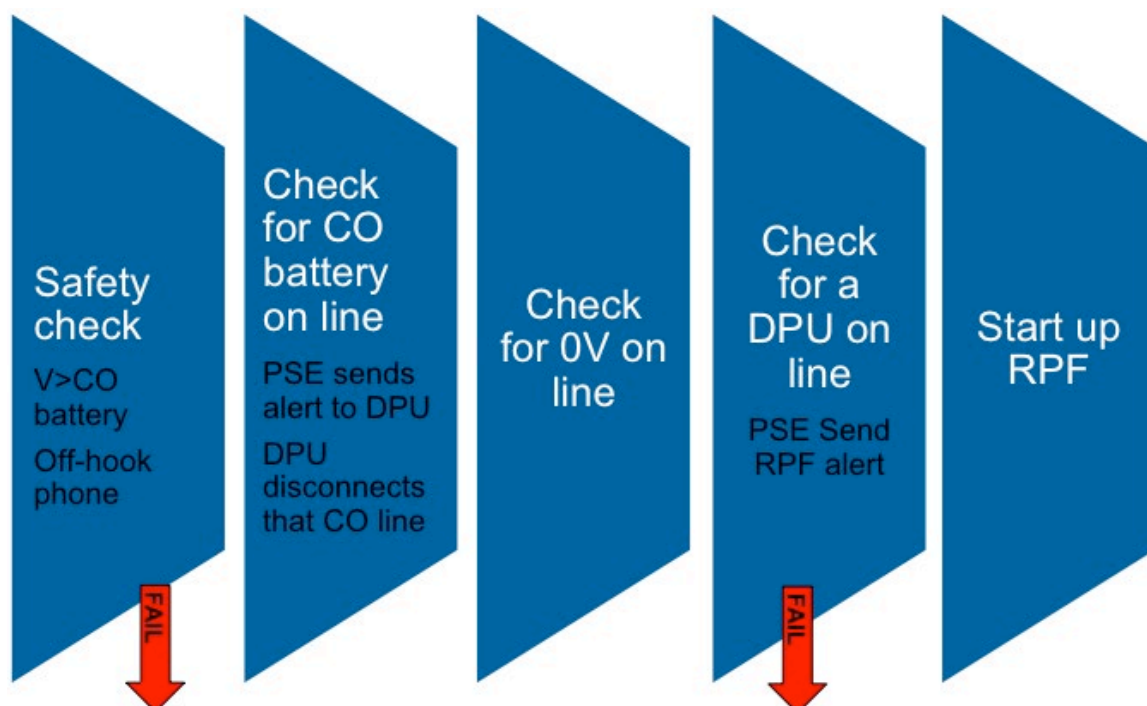 Safety
check
V>CO
battery
Off-hook
phone
FAIL
Check
for CO
battery
on line
PSE sends
alert to DPU
DPU
disconnects
that CO line
Check
for 0V on
line
Check
for a
DPU on
line
PSE Send
RPF alert
FAIL
Start up
RPF